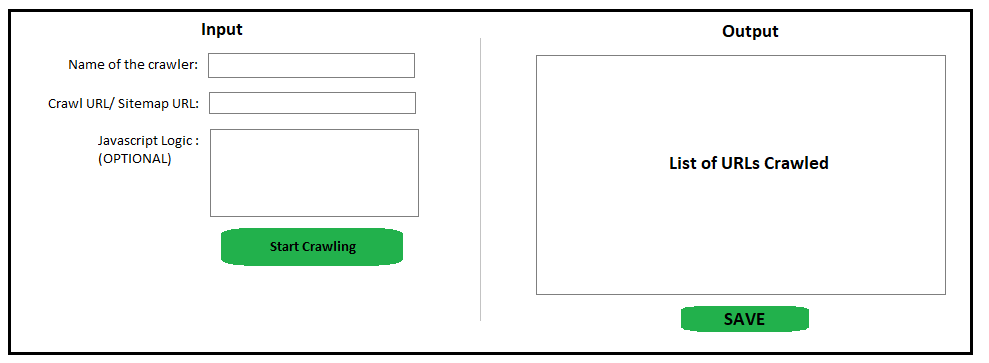 Input
Name of the crawler:
Crawl URL/ Sitemap URL:
Javascript Logic :
(OPTIONAL)
Start Crawling
Output
List of URLs Crawled
SAVE